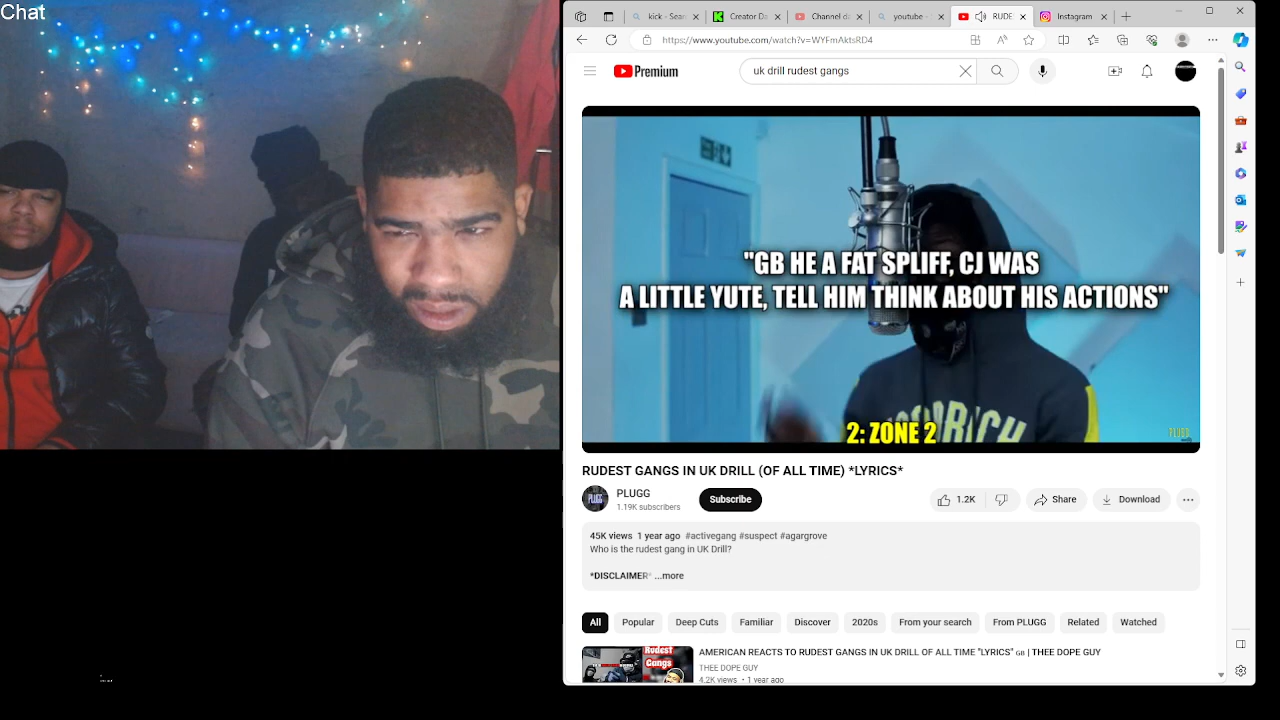 Chat
kick - Sear
Creator Da
Channel da
youtube -
RUDE
Instagram
https://www.youtube.com/watch?v=WYFmAktsRD4
Premium
uk drill rudest gangs
"GB HE A FAT SPLIFF, CJ WAS
A LITTLE YUTE, TELL HIM THINK ABOUT HIS ACTIONS"
2: ZONE 2
PLUGG
RUDEST GANGS IN UK DRILL (OF ALL TIME) *LYRICS*
PLUGG
1.19K subscribers
Subscribe
1.2K
Share
Download
45K views 1 year ago #activegang #suspect #agargrove
Who is the rudest gang in UK Drill?
*DISCLAIMER* ...more
All
Popular
Deep Cuts
Familiar
Discover
2020s
From your search
From PLUGG
Related
Watched
Rudest
Gangs
AMERICAN REACTS TO RUDEST GANGS IN UK DRILL OF ALL TIME "LYRICS" GB | THEE DOPE GUY
THEE DOPE GUY
4.2K views • 1 year ago